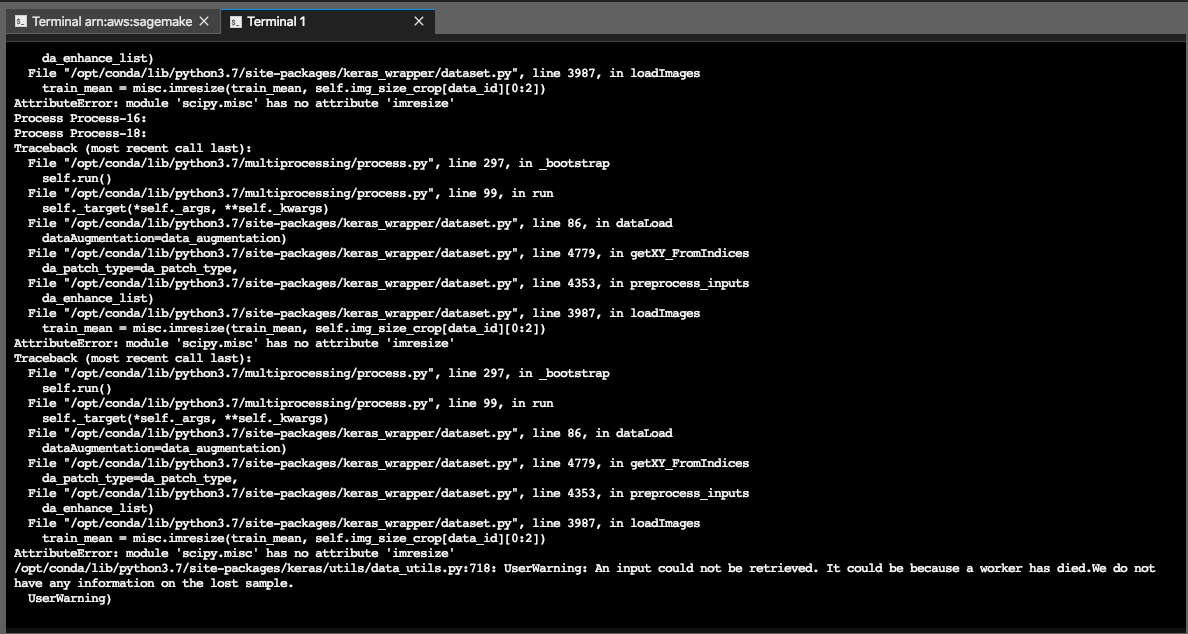 Terminal arn:aws:sagemake
Terminal 1
da_enhance_list)
File "/opt/conda/lib/python3.7/site-packages/keras_wrapper/dataset.py", line 3987, in loadImages
train_mean = misc.imresize(train_mean, self.img_size_crop[data_id][0:2])
AttributeError: module 'scipy.misc' has no attribute 'imresize'
Process Process-16:
Process Process-18:
Traceback (most recent call last):
File "/opt/conda/lib/python3.7/multiprocessing/process.py", line 297, in _bootstrap
self.run()
File "/opt/conda/lib/python3.7/multiprocessing/process.py", line 99, in run
self._target(*self._args, **self._kwargs)
File "/opt/conda/lib/python3.7/site-packages/keras_wrapper/dataset.py", line 86, in dataLoad
dataAugmentation=data_augmentation)
File "/opt/conda/lib/python3.7/site-packages/keras_wrapper/dataset.py", line 4779, in getXY_FromIndices
da_patch_type=da_patch_type,
File "/opt/conda/lib/python3.7/site-packages/keras_wrapper/dataset.py", line 4353, in preprocess_inputs
da_enhance_list)
File "/opt/conda/lib/python3.7/site-packages/keras_wrapper/dataset.py", line 3987, in loadImages
train_mean = misc.imresize(train_mean, self.img_size_crop[data_id][0:2])
AttributeError: module 'scipy.misc' has no attribute 'imresize'
Traceback (most recent call last):
File "/opt/conda/lib/python3.7/multiprocessing/process.py", line 297, in _bootstrap
self.run()
File "/opt/conda/lib/python3.7/multiprocessing/process.py", line 99, in run
self._target(*self._args, **self._kwargs)
File "/opt/conda/lib/python3.7/site-packages/keras_wrapper/dataset.py", line 86, in dataLoad
dataAugmentation=data_augmentation)
File "/opt/conda/lib/python3.7/site-packages/keras_wrapper/dataset.py", line 4779, in getXY_FromIndices
da_patch_type=da_patch_type,
File "/opt/conda/lib/python3.7/site-packages/keras_wrapper/dataset.py", line 4353, in preprocess_inputs
da_enhance_list)
File "/opt/conda/lib/python3.7/site-packages/keras_wrapper/dataset.py", line 3987, in loadImages
train_mean = misc.imresize(train_mean, self.img_size_crop[data_id][0:2])
AttributeError: module 'scipy.misc' has no attribute 'imresize'
/opt/conda/lib/python3.7/site-packages/keras/utils/data_utils.py:718: UserWarning: An input could not be retrieved. It could be because a worker has died.We do not
have any information on the lost sample.
UserWarning)